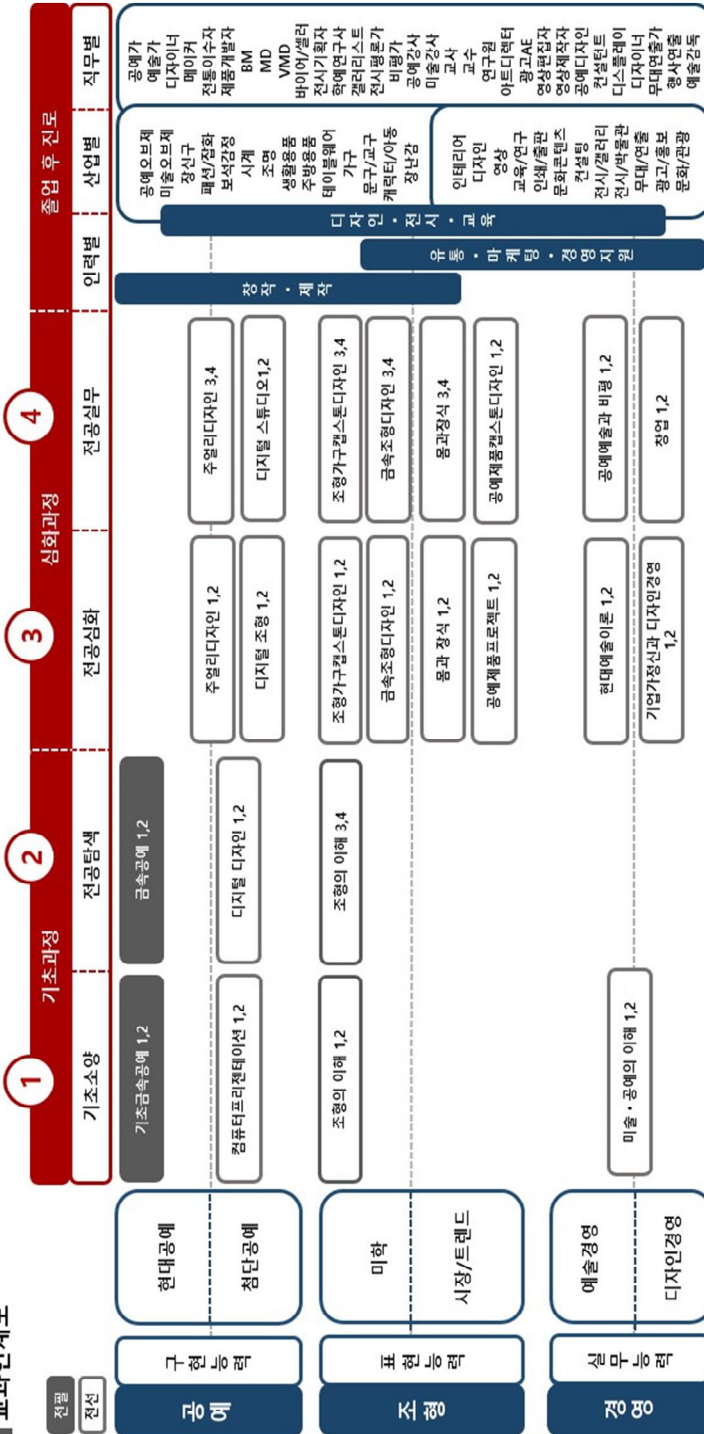 전필
전선
1
2
3
4
기초과정
심화과정
졸업 후 진로
기초소양
전공탐색
전공심화
전공실무
인력별
산업별
직무별
공예
구현능력
현대공예
첨단공예
기초금속공예 1,2
금속공예 1,2
컴퓨터프리젠테이션 1,2
디지털 디자인 1,2
주얼리디자인 1,2
주얼리디자인 3,4
디지털 조형 1,2
디지털 스튜디오1,2
조형
표현능력
미학
시장/트렌드
조형의 이해 1,2
조형의 이해 3,4
조형가구캡스톤디자인 1,2
조형가구캡스톤디자인 3,4
금속조형디자인 1,2
금속조형디자인 3,4
몸과 장식 1,2
몸과장식 3,4
공예제품프로젝트 1,2
공예제품캡스톤디자인 1,2
경영
실무능력
예술경영
디자인경영
미술・공예의 이해 1,2
현대예술이론 1,2
공예예술과 비평 1,2
기업가정신과 디자인경영
1,2
창업 1,2
창작・제작
유통・마케팅・경영지원
디자인・전시・교육
공예오브제
미술오브제
장신구
패션/잡화
보석감정
시계
조명
생활용품
주방용품
테이블웨어
가구
문구/교구
캐릭터/아동
장난감
인테리어
디자인
영상
교육/연구
인쇄/출판
문화콘텐츠
컨설팅
전시/갤러리
전시/박물관
무대/연출
광고/홍보
문화/관광
공예가
예술가
디자이너
메이커
전통이수자
제품개발자
BM
MD
VMD
바이어/셀러
전시기획자
학예연구사
갤러리스트
전시평론가
비평가
공예강사
미술강사
교사
교수
연구원
아트디렉터
광고AE
영상편집자
영상제작자
공예디자인
컨설턴트
디스플레이
디자이너
무대연출가
행사연출
예술감독